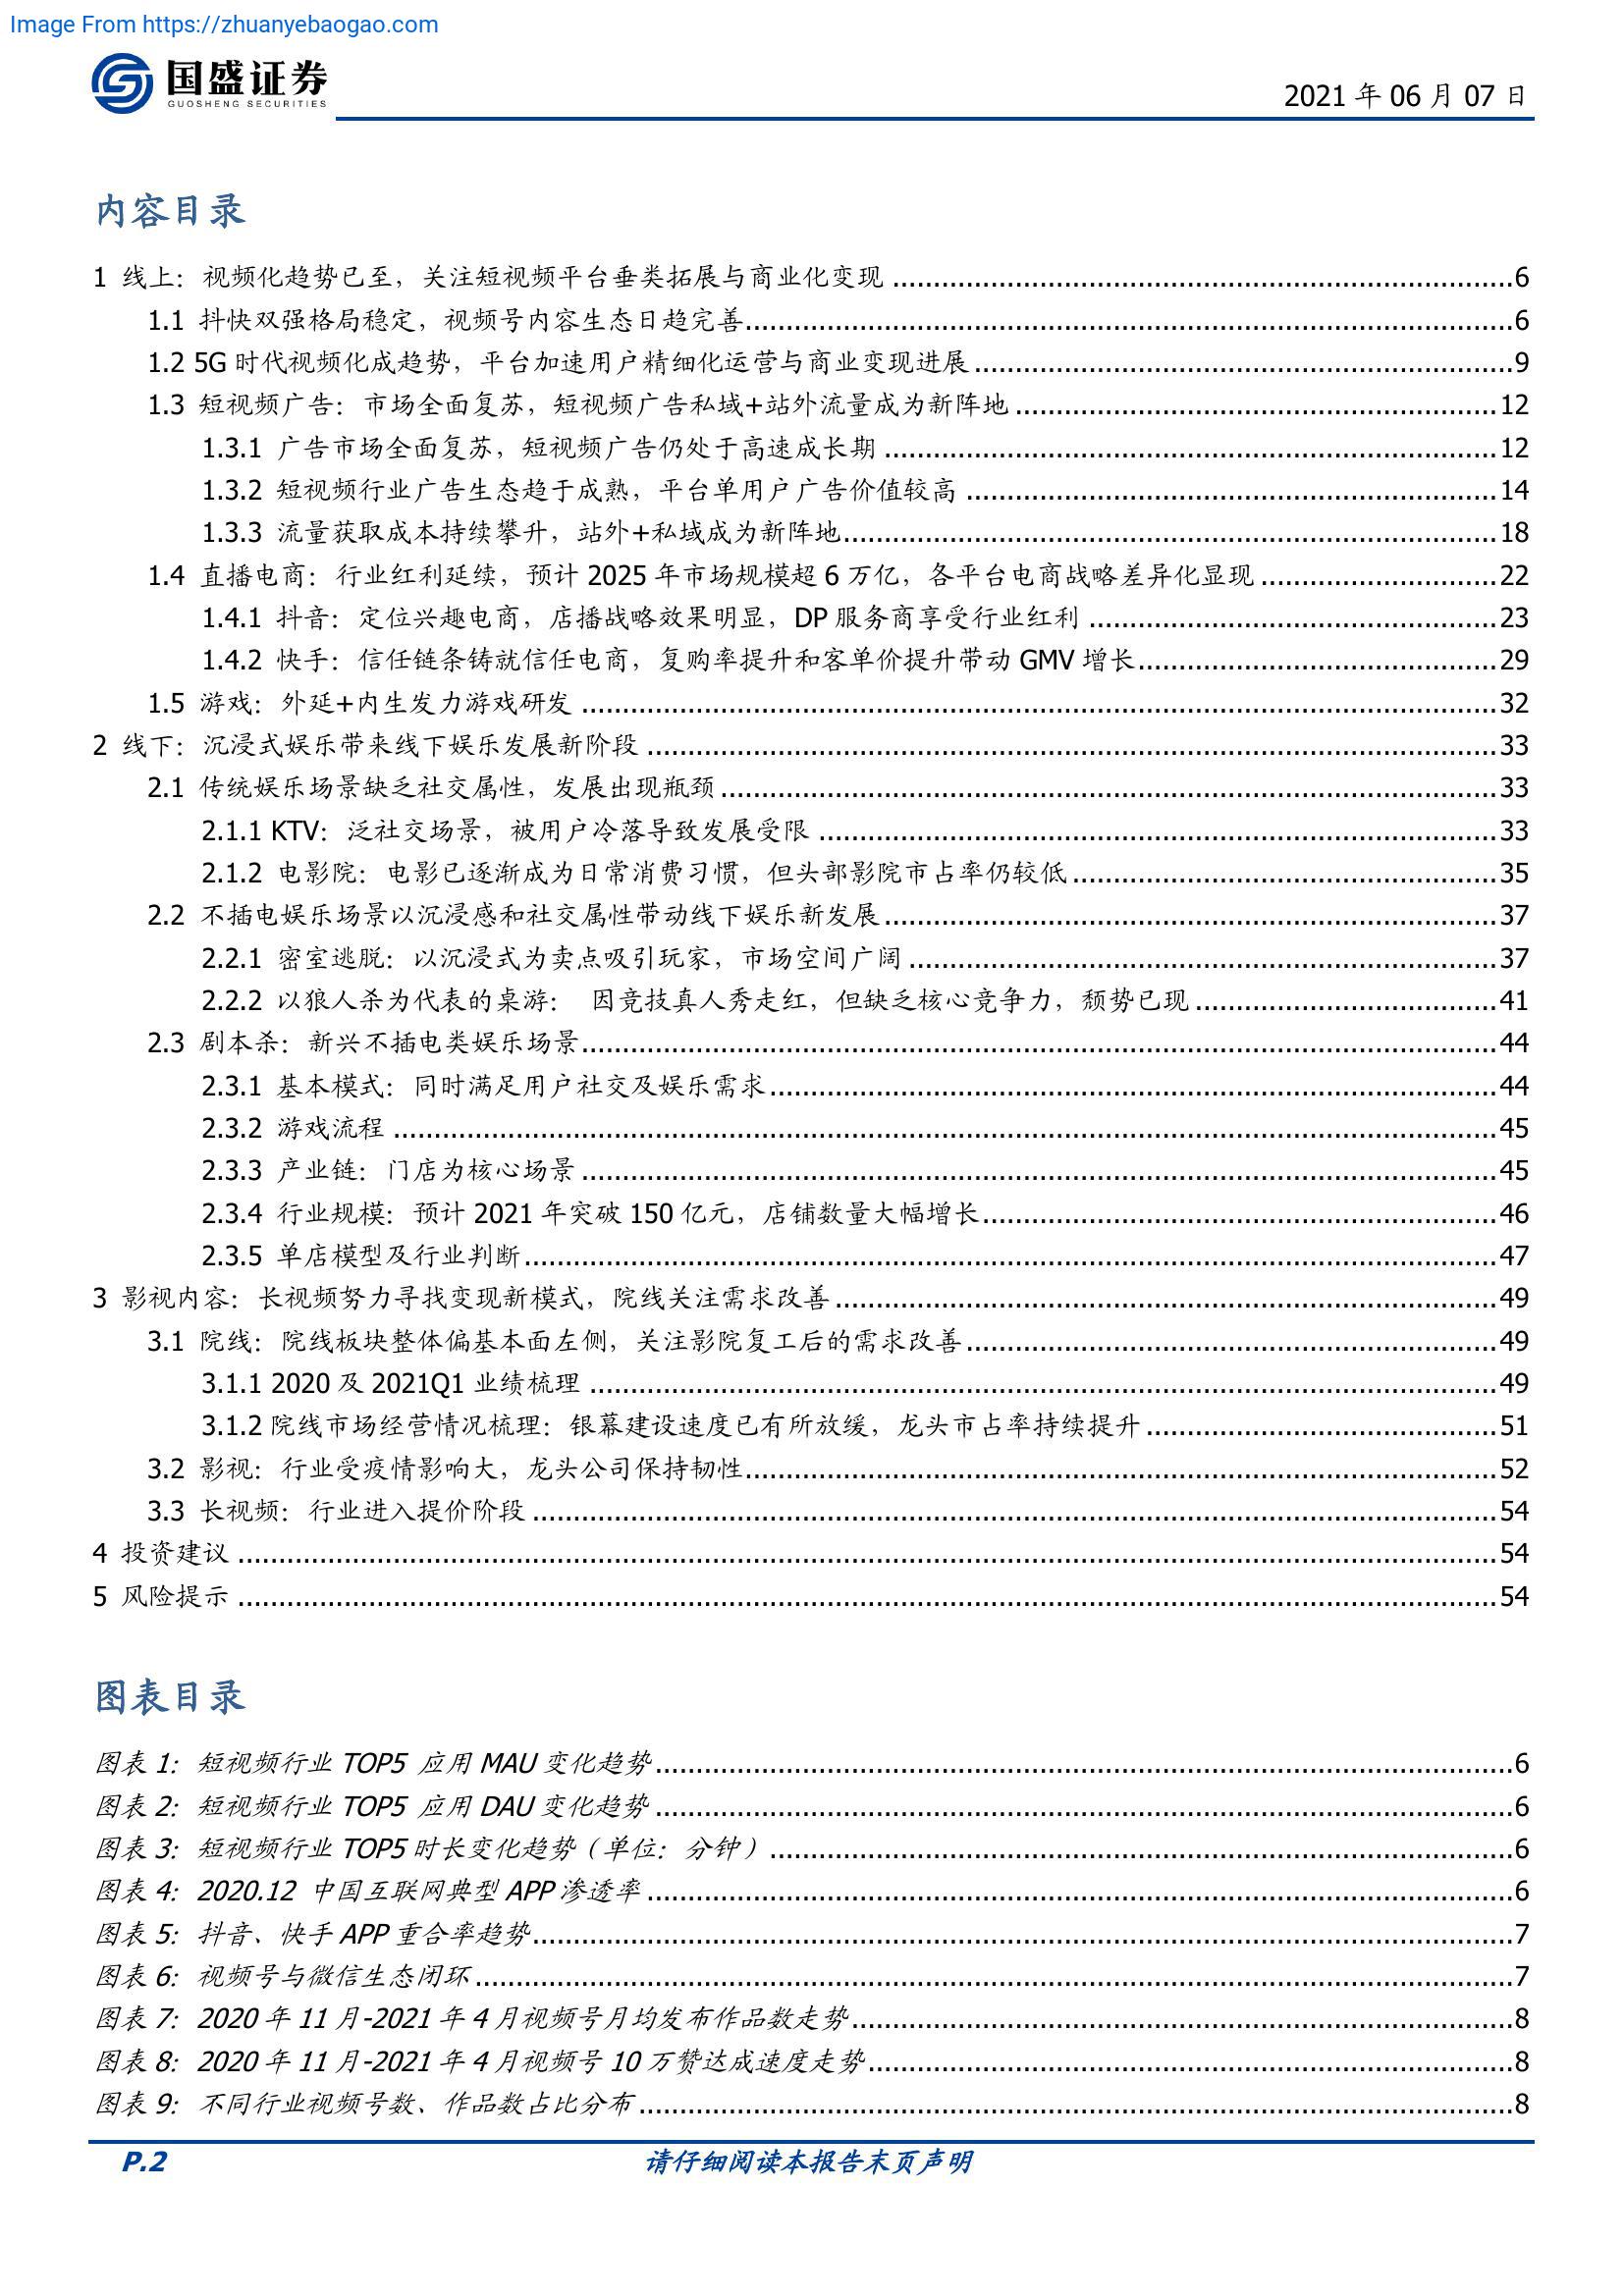 Image From https://zhuanyebaogao.com
国盛证券
GUOSHENG SECURITIES
2021 年 06 月 07 日
内容目录
1 线上：视频化趋势已至，关注短视频平台垂类拓展与商业化变现 ........ 6
1.1 抖快双强格局稳定，视频号内容生态日趋完善 ........ 6
1.2 5G 时代视频化成趋势，平台加速用户精细化运营与商业变现进展 ........ 9
1.3 短视频广告：市场全面复苏，短视频广告私域+站外流量成为新阵地 ........ 12
1.3.1 广告市场全面复苏，短视频广告仍处于高速成长期 ........ 12
1.3.2 短视频行业广告生态趋于成熟，平台单用户广告价值较高 ........ 14
1.3.3 流量获取成本持续攀升，站外+私域成为新阵地 ........ 18
1.4 直播电商：行业红利延续，预计 2025 年市场规模超 6 万亿，各平台电商战略差异化显现 ........ 22
1.4.1 抖音：定位兴趣电商，店播战略效果明显，DP 服务商享受行业红利 ........ 23
1.4.2 快手：信任链条铸就信任电商，复购率提升和客单价提升带动 GMV 增长 ........ 29
1.5 游戏：外延+内生发力游戏研发 ........ 32
2 线下：沉浸式娱乐带来线下娱乐发展新阶段 ........ 33
2.1 传统娱乐场景缺乏社交属性，发展出现瓶颈 ........ 33
2.1.1 KTV：泛社交场景，被用户冷落导致发展受限 ........ 33
2.1.2 电影院：电影已逐渐成为日常消费习惯，但头部影院市占率仍较低 ........ 35
2.2 不插电娱乐场景以沉浸感和社交属性带动线下娱乐新发展 ........ 37
2.2.1 密室逃脱：以沉浸式为卖点吸引玩家，市场空间广阔 ........ 37
2.2.2 以狼人杀为代表的桌游： 因竞技真人秀走红，但缺乏核心竞争力，颓势已现 ........ 41
2.3 剧本杀：新兴不插电类娱乐场景 ........ 44
2.3.1 基本模式：同时满足用户社交及娱乐需求 ........ 44
2.3.2 游戏流程 ........ 45
2.3.3 产业链：门店为核心场景 ........ 45
2.3.4 行业规模：预计 2021 年突破 150 亿元，店铺数量大幅增长 ........ 46
2.3.5 单店模型及行业判断 ........ 47
3 影视内容：长视频努力寻找变现新模式，院线关注需求改善 ........ 49
3.1 院线：院线板块整体偏基本面左侧，关注影院复工后的需求改善 ........ 49
3.1.1 2020 及 2021Q1 业绩梳理 ........ 49
3.1.2 院线市场经营情况梳理：银幕建设速度已有所放缓，龙头市占率持续提升 ........ 51
3.2 影视：行业受疫情影响大，龙头公司保持韧性 ........ 52
3.3 长视频：行业进入提价阶段 ........ 54
4 投资建议 ........ 54
5 风险提示 ........ 54
图表目录
图表 1：短视频行业 TOP5 应用 MAU 变化趋势 ........ 6
图表 2：短视频行业 TOP5 应用 DAU 变化趋势 ........ 6
图表 3：短视频行业 TOP5 时长变化趋势（单位：分钟） ........ 6
图表 4：2020.12 中国互联网典型 APP 渗透率 ........ 6
图表 5：抖音、快手 APP 重合率趋势 ........ 7
图表 6：视频号与微信生态闭环 ........ 7
图表 7：2020 年 11 月-2021 年 4 月视频号月均发布作品数走势 ........ 8
图表 8：2020 年 11 月-2021 年 4 月视频号 10 万赞达成速度走势 ........ 8
图表 9：不同行业视频号数、作品数占比分布 ........ 8
P.2
请仔细阅读本报告末页声明